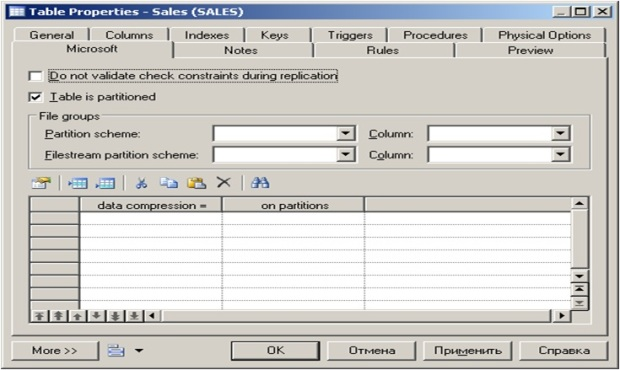 Table Properties - Sales (SALES)
General Columns Indexes Keys Triggers Procedures Physical Options
Microsoft Notes Rules Preview
Do not validate check constraints during replication
Table is partitioned
File groups
Partition scheme: Column:
Filestream partition scheme: Column:
data compression = on partitions
More >> OK Отмена Применить Справка